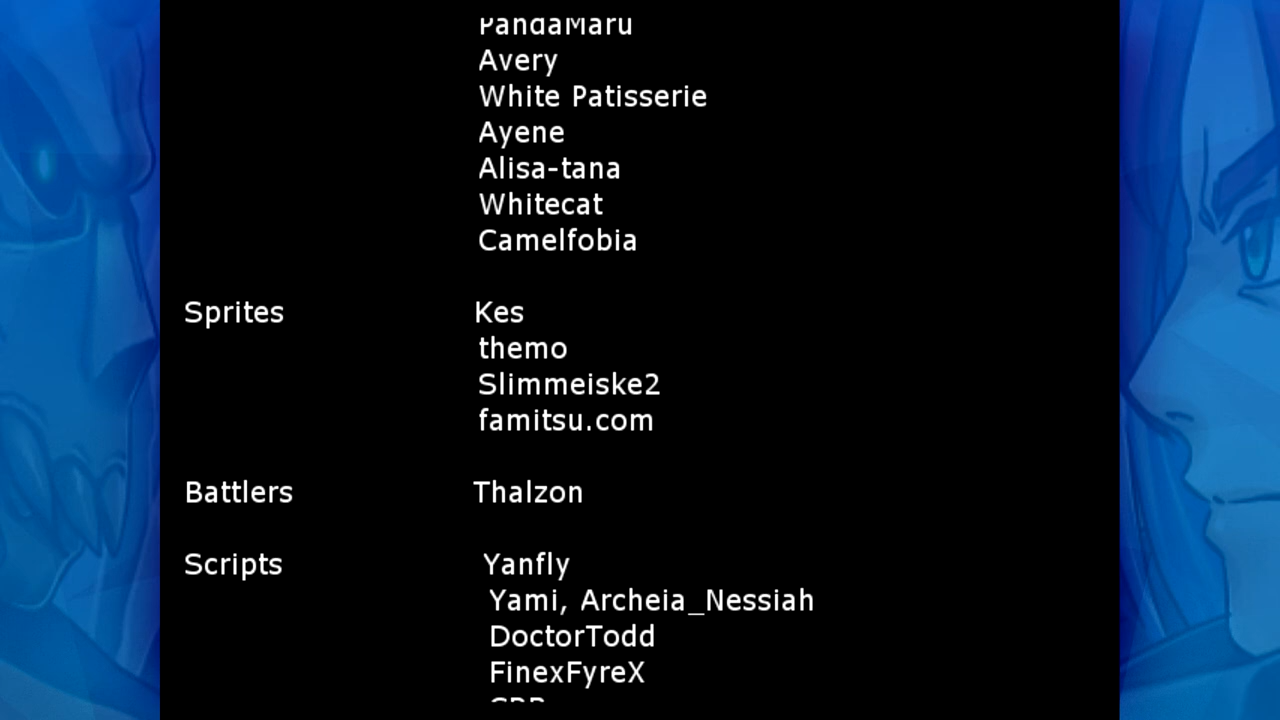 PandaMaru
Avery
White Patisserie
Ayene
Alisa-tana
Whitecat
Camelfobia
Sprites Kes
themo
Slimmeiske2
famitsu.com
Battlers Thalzon
Scripts Yanfly
Yami, Archeia_Nessiah
DoctorTodd
FinexFyreX